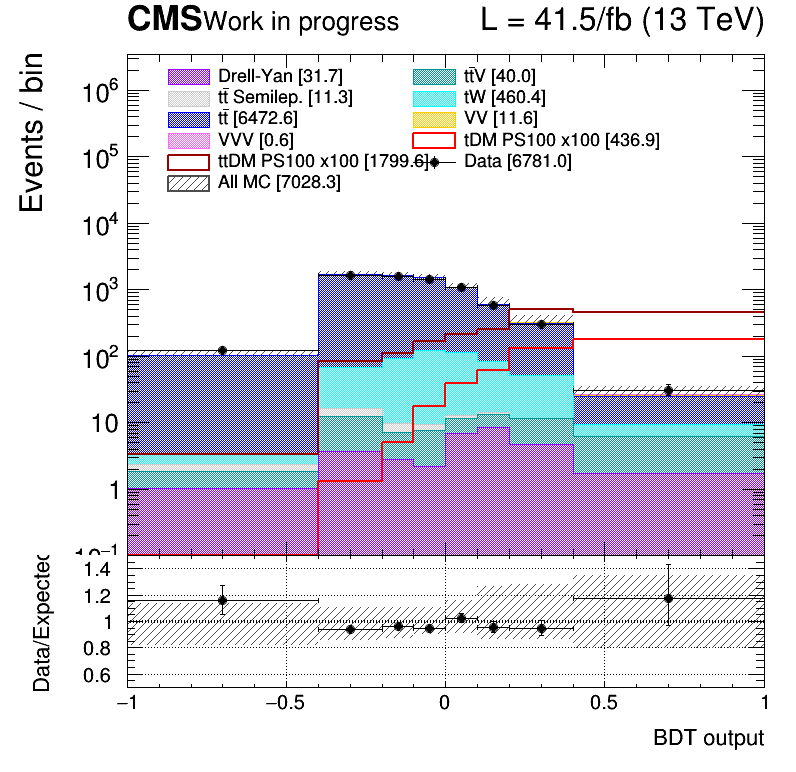 CMS Work in progress L = 41.5/fb (13 TeV)
Events / bin
Drell-Yan [31.7] tt̄V [40.0]
tt̄ Semilep. [11.3] tW [460.4]
tt̄ [6472.6] VV [11.6]
VVV [0.6] tDM PS100 x100 [436.9]
ttDM PS100 x100 [1799.6] Data [6781.0]
All MC [7028.3]
10⁶
10⁵
10⁴
10³
10²
10
1
10⁻¹
Data/Expected
1.4
1.2
1
0.8
0.6
−1 −0.5 0 0.5 1
BDT output